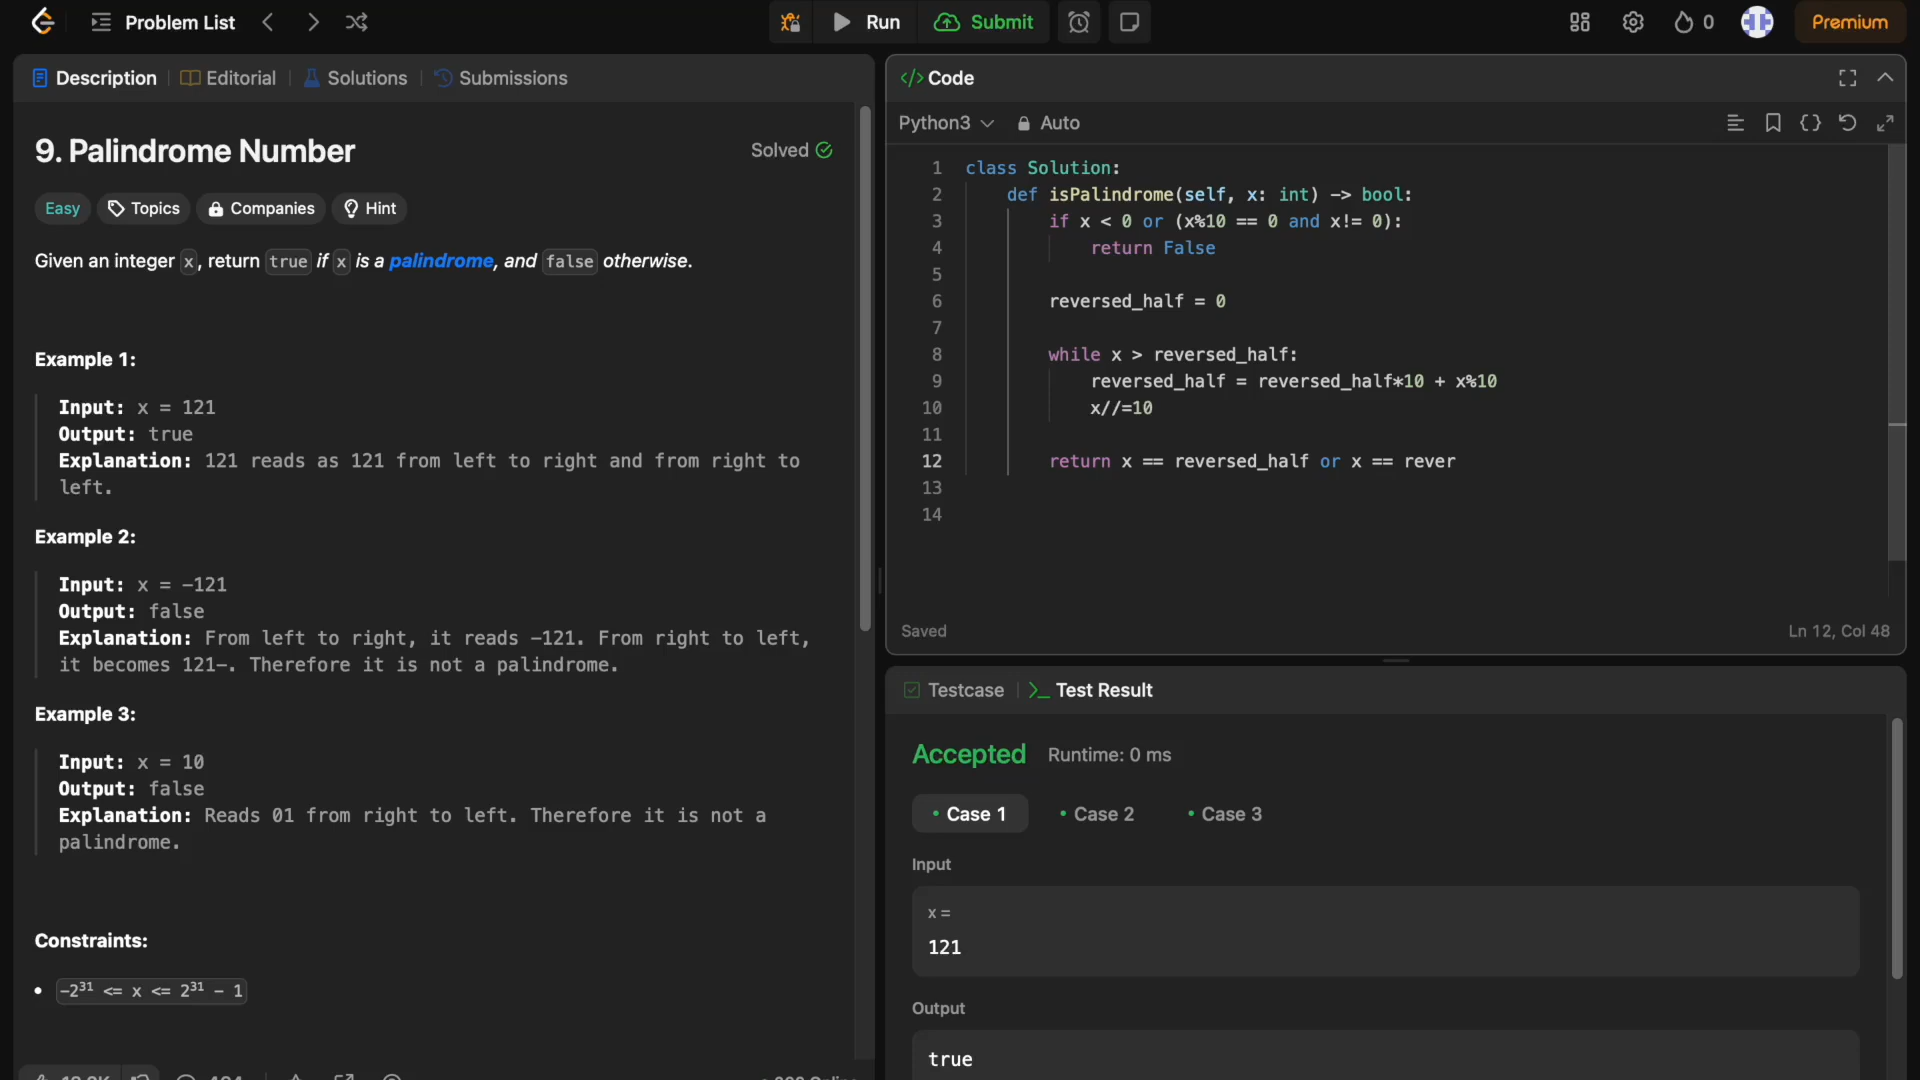 Problem List
Run
Submit
0
Premium
Description
Editorial
Solutions
Submissions
9. Palindrome Number
Solved
Easy
Topics
Companies
Hint
Given an integer x, return true if x is a palindrome, and false otherwise.
Example 1:
Input: x = 121
Output: true
Explanation: 121 reads as 121 from left to right and from right to
left.
Example 2:
Input: x = -121
Output: false
Explanation: From left to right, it reads -121. From right to left,
it becomes 121-. Therefore it is not a palindrome.
Example 3:
Input: x = 10
Output: false
Explanation: Reads 01 from right to left. Therefore it is not a
palindrome.
Constraints:
• -2³¹ <= x <= 2³¹ - 1
</> Code
Python3
Auto
1 class Solution:
2     def isPalindrome(self, x: int) -> bool:
3         if x < 0 or (x%10 == 0 and x!= 0):
4             return False
5
6         reversed_half = 0
7
8         while x > reversed_half:
9             reversed_half = reversed_half*10 + x%10
10             x//=10
11
12         return x == reversed_half or x == rever
13
14
Saved
Ln 12, Col 48
Testcase
>_ Test Result
Accepted
Runtime: 0 ms
• Case 1
• Case 2
• Case 3
Input
x =
121
Output
true